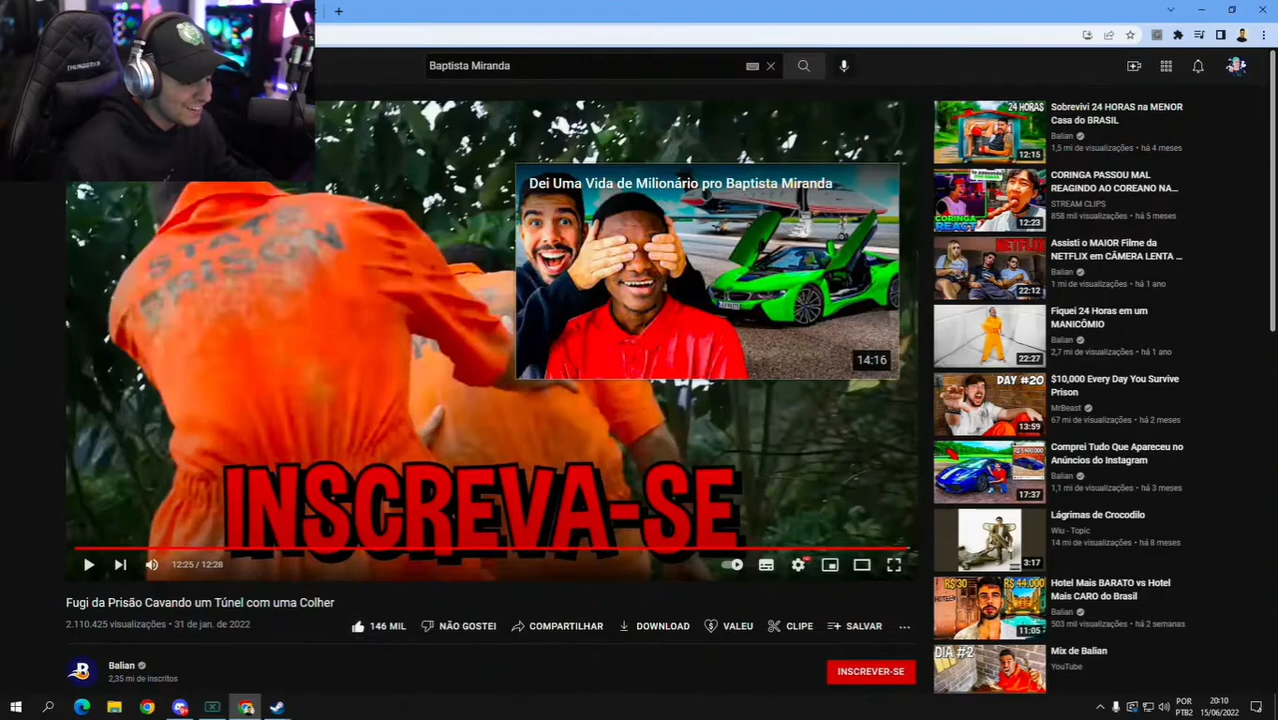 Baptista Miranda
THUNDERX3
STA
PRISO
Dei Uma Vida de Milionário pro Baptista Miranda
14:16
INSCREVA-SE
12:25 / 12:28
Fugi da Prisão Cavando um Túnel com uma Colher
2.110.425 visualizações • 31 de jan. de 2022
146 MIL
NÃO GOSTEI
COMPARTILHAR
DOWNLOAD
VALEU
CLIPE
SALVAR
Balian
2,35 mi de inscritos
INSCREVER-SE
24 HORAS
12:15
Sobrevivi 24 HORAS na MENOR
Casa do BRASIL
Balian
1,5 mi de visualizações • há 4 meses
CORINGA
REACT
12:23
CORINGA PASSOU MAL
REAGINDO AO COREANO NA...
STREAM CLIPS
858 mil visualizações • há 5 meses
NETFLIX
22:12
Assisti o MAIOR Filme da
NETFLIX em CÂMERA LENTA ...
Balian
1 mi de visualizações • há 1 ano
22:27
Fiquei 24 Horas em um
MANICÔMIO
Balian
2,7 mi de visualizações • há 1 ano
DAY #20
13:59
$10,000 Every Day You Survive
Prison
MrBeast
67 mi de visualizações • há 2 meses
17:37
Comprei Tudo Que Apareceu no
Anúncios do Instagram
Balian
1,1 mi de visualizações • há 3 meses
3:17
Lágrimas de Crocodilo
Wiu - Topic
14 mi de visualizações • há 8 meses
R$30
R$44.000
11:05
Hotel Mais BARATO vs Hotel
Mais CARO do Brasil
Balian
503 mil visualizações • há 2 semanas
DIA #2
Mix de Balian
YouTube
POR
PTB2
20:10
15/06/2022